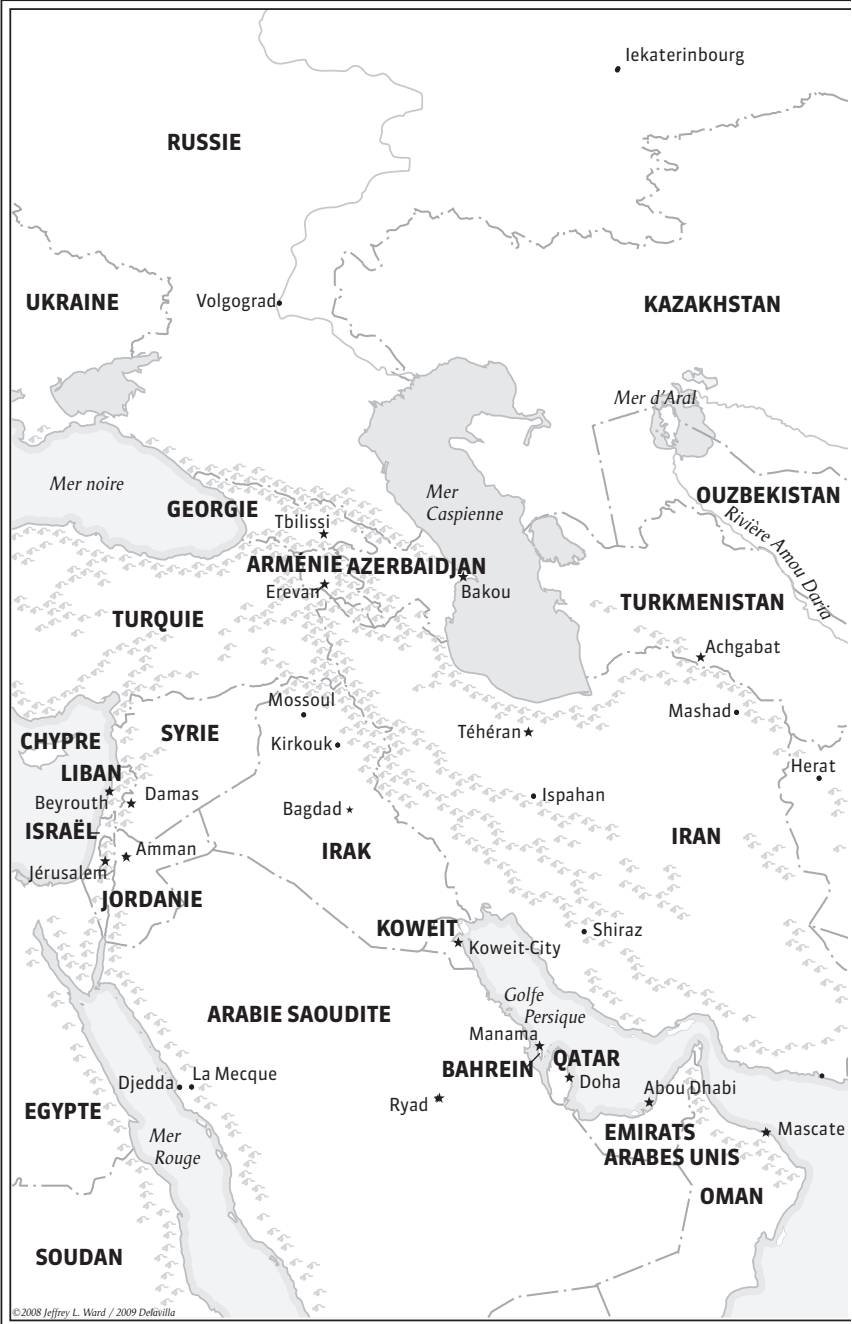 Iekaterinbourg
RUSSIE
UKRAINE
Volgograd
KAZAKHSTAN
Mer d'Aral
Mer noire
Mer
Caspienne
OUZBEKISTAN
GEORGIE
Tbilissi
Rivière Amou Daria
ARMÉNIE
AZERBAIDJAN
Erevan
Bakou
TURKMENISTAN
TURQUIE
Achgabat
Mossoul
Mashad
CHYPRE
SYRIE
Téhéran
Kirkouk
LIBAN
Herat
Beyrouth
Damas
Ispahan
Bagdad
ISRAËL
IRAN
Amman
IRAK
Jérusalem
JORDANIE
KOWEIT
Shiraz
Koweit-City
Golfe
Persique
ARABIE SAOUDITE
Manama
QATAR
BAHREIN
Djedda
La Mecque
Doha
Abou Dhabi
EGYPTE
Ryad
Mer
Rouge
EMIRATS
ARABES UNIS
Mascate
OMAN
SOUDAN
©2008 Jeffrey L. Ward / 2009 Delavilla